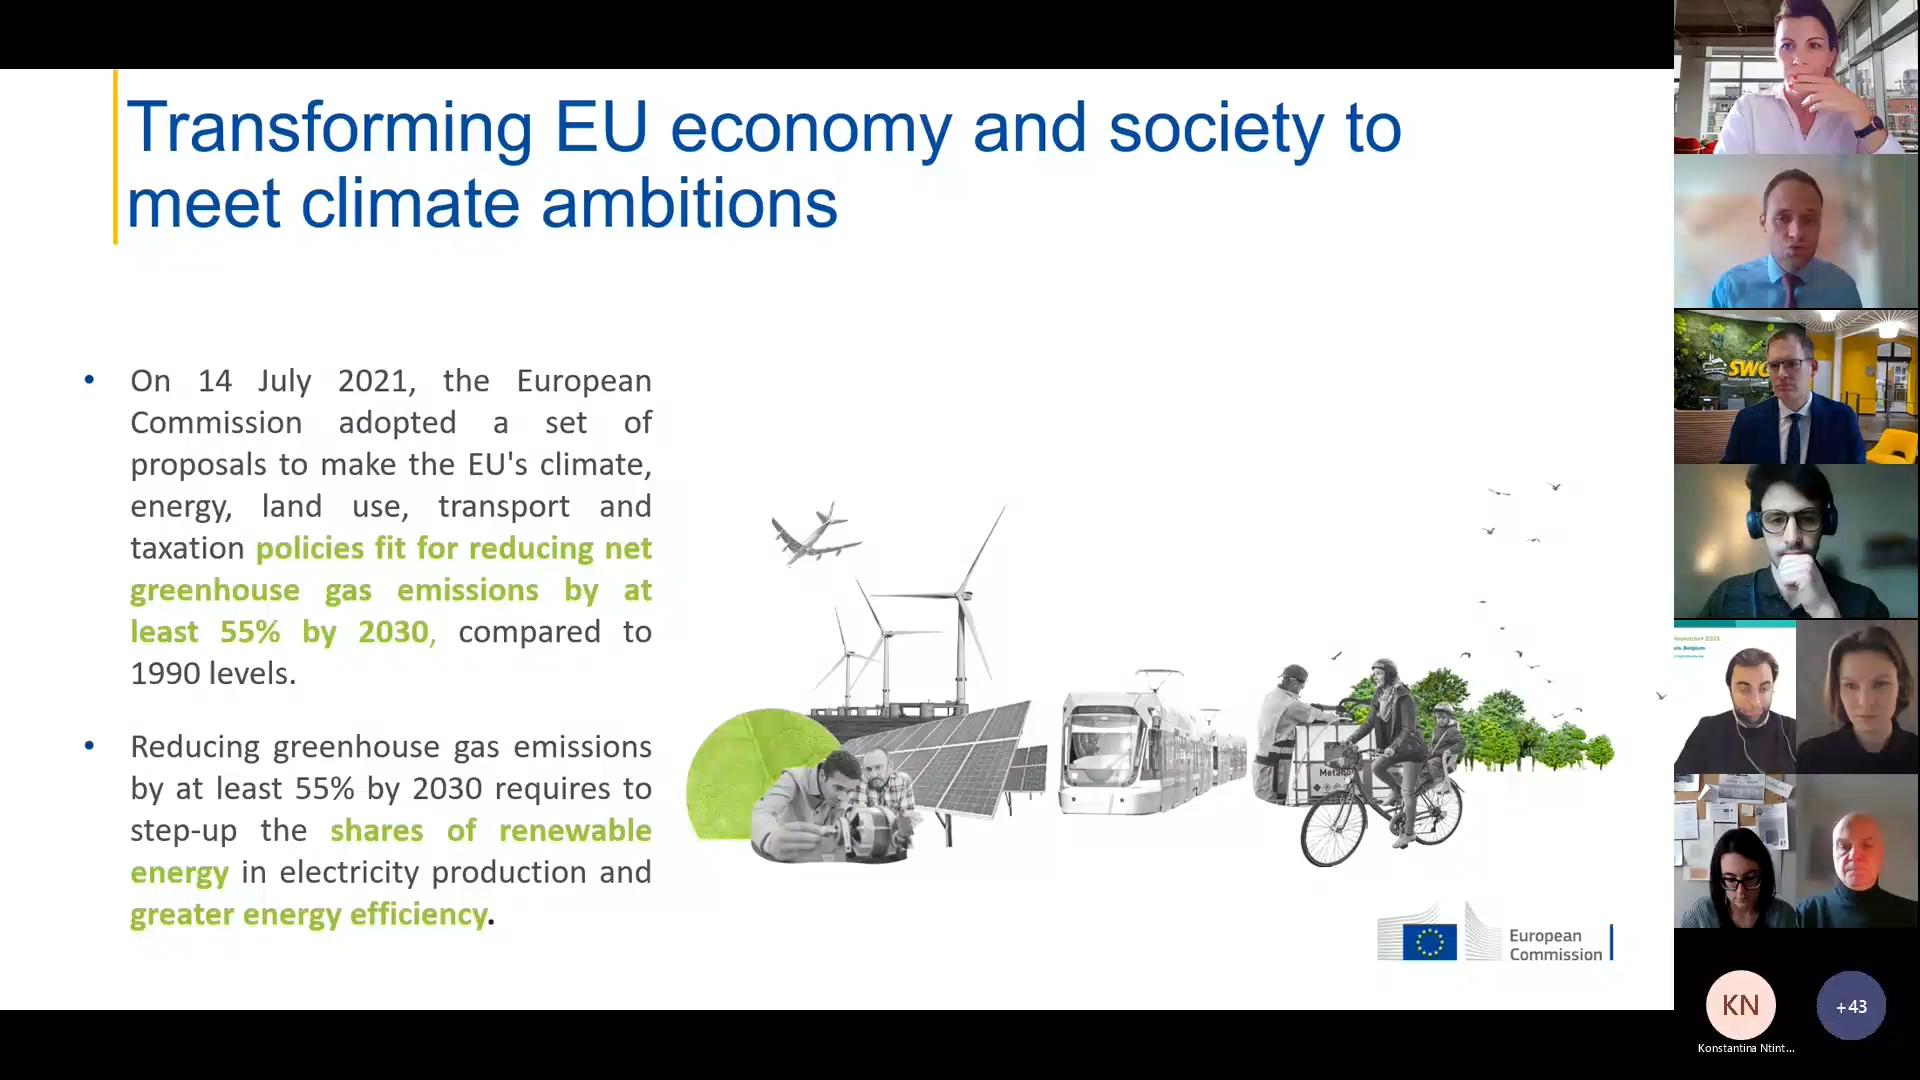 Transforming EU economy and society to
meet climate ambitions
• On 14 July 2021, the European
Commission adopted a set of
proposals to make the EU's climate,
energy, land use, transport and
taxation policies fit for reducing net
greenhouse gas emissions by at
least 55% by 2030, compared to
1990 levels.
• Reducing greenhouse gas emissions
by at least 55% by 2030 requires to
step-up the shares of renewable
energy in electricity production and
greater energy efficiency.
European
Commission
SWG
November 2021
Belgium
KN
+43
Konstantina Ntint...